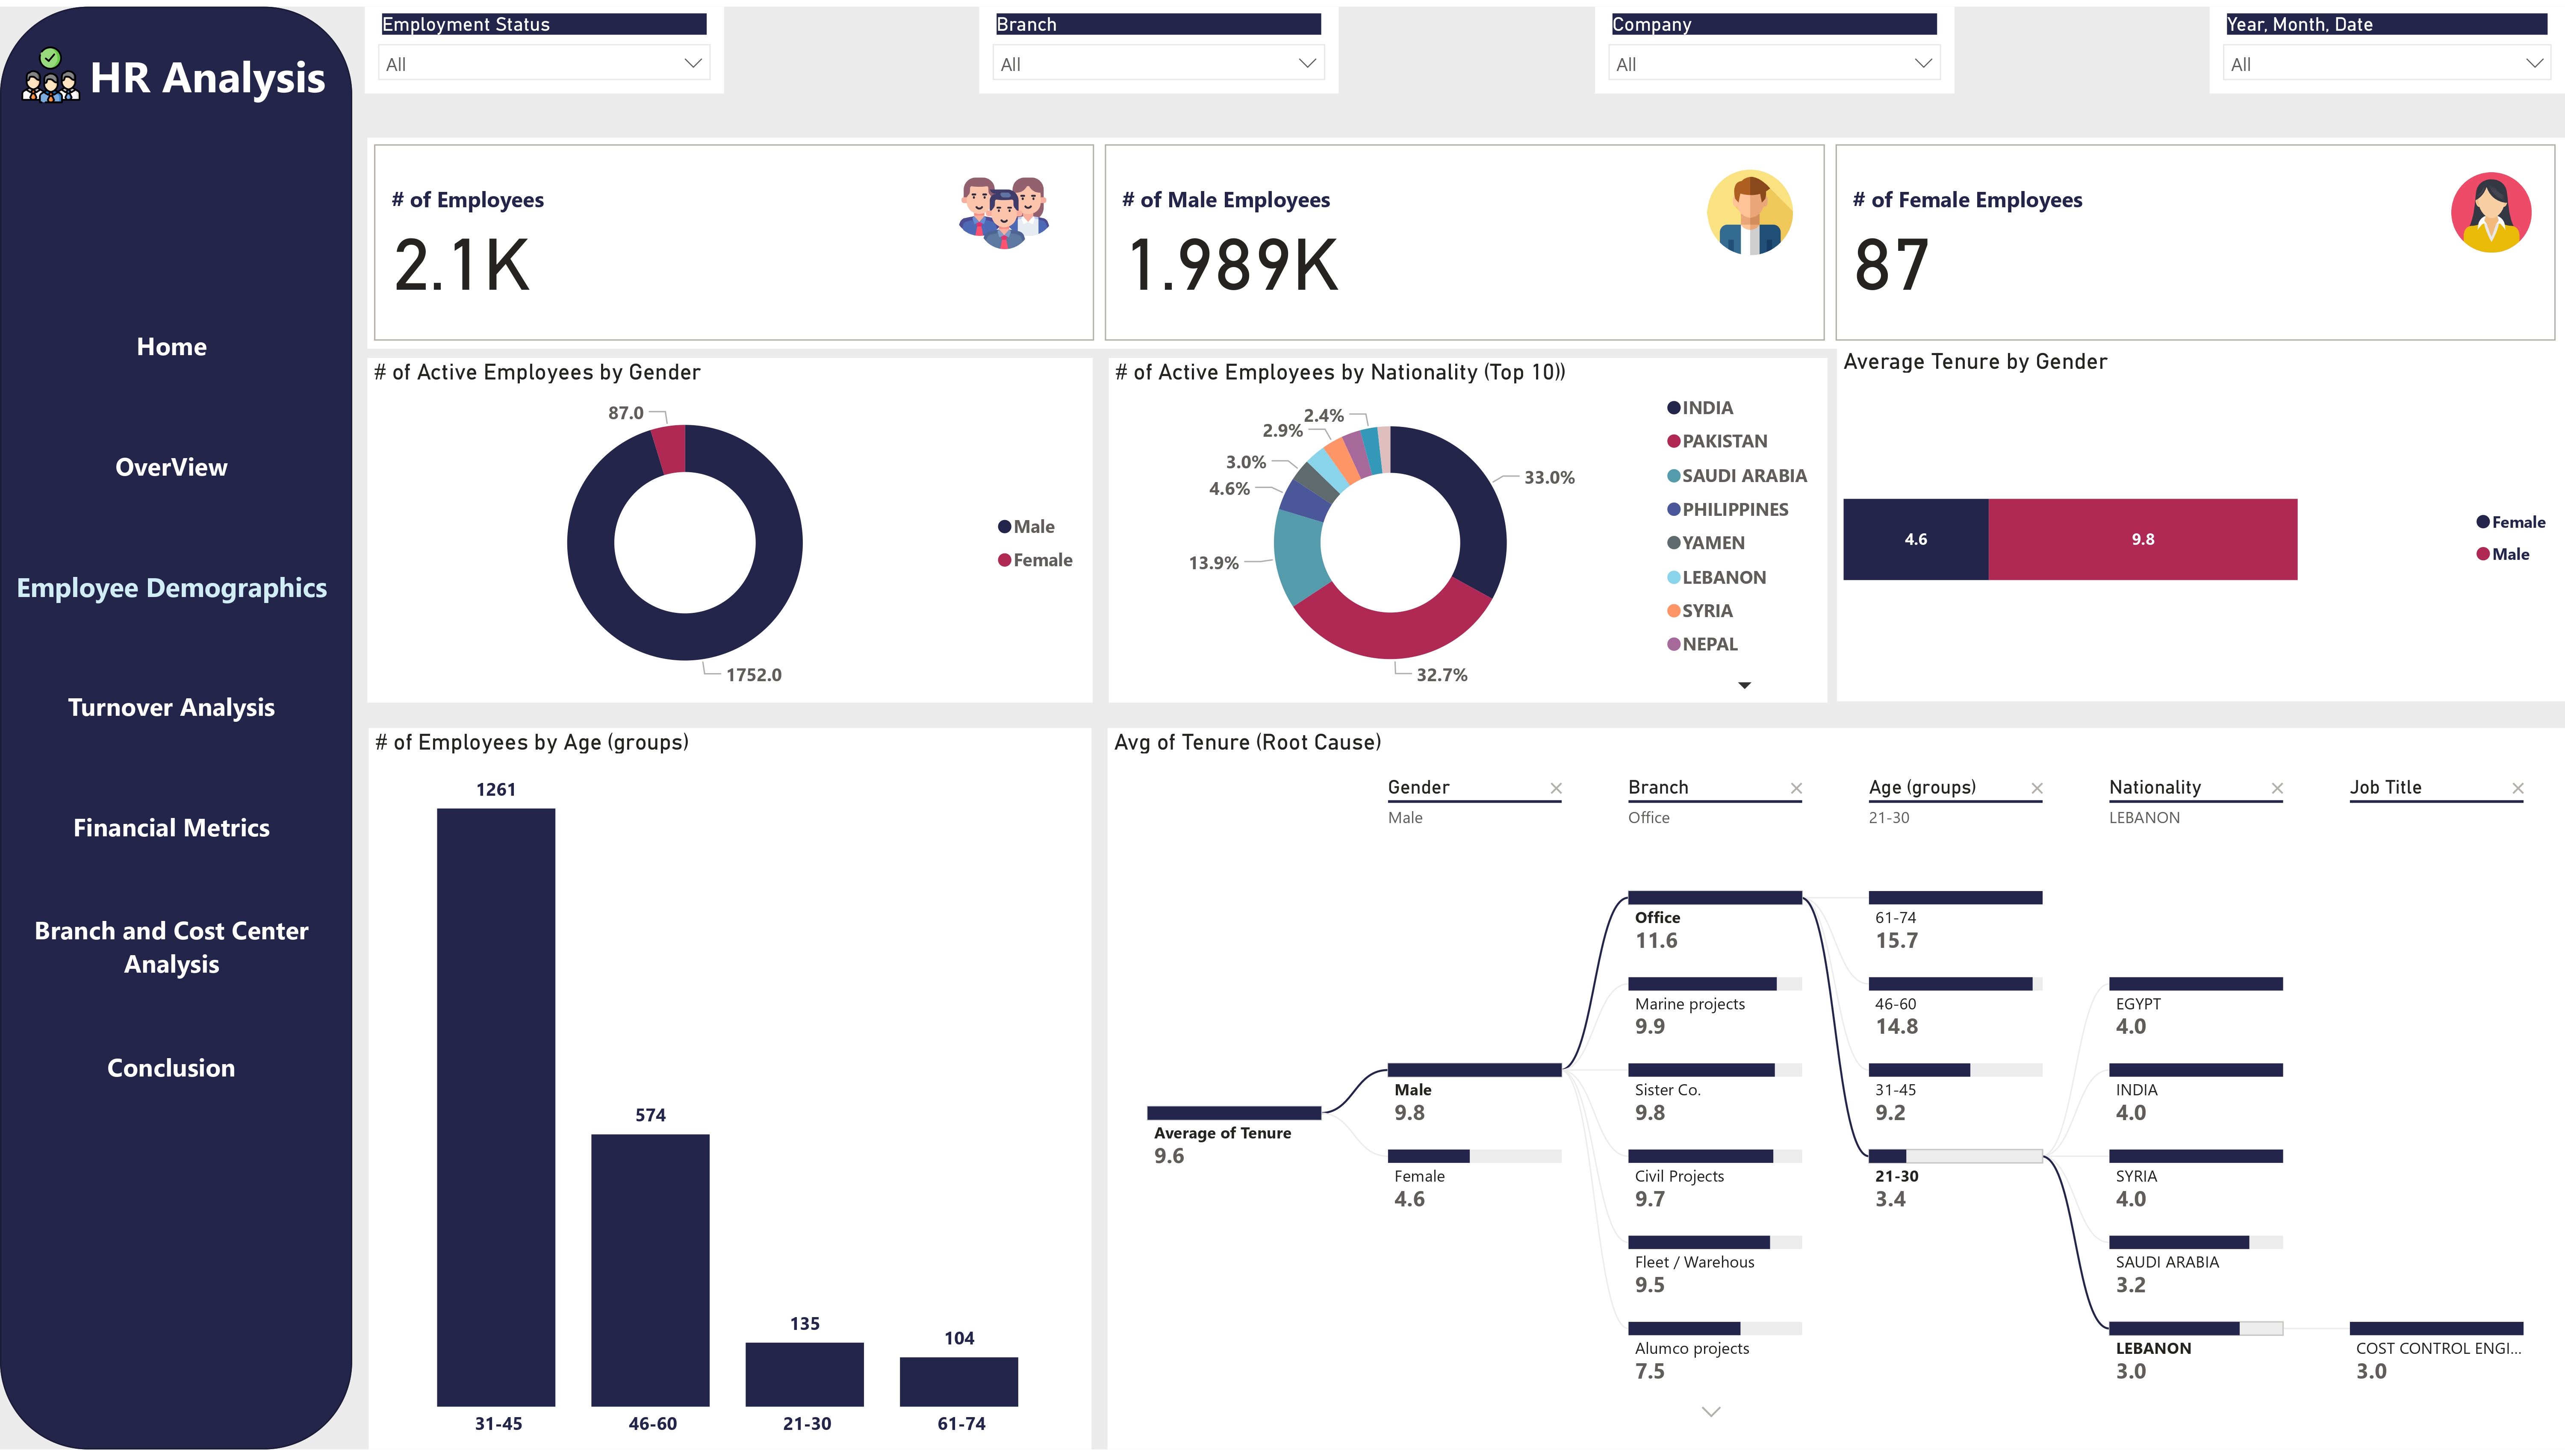 HR Analysis
Home
OverView
Employee Demographics
Turnover Analysis
Financial Metrics
Branch and Cost Center
Analysis
Conclusion
Employment Status
All
Branch
All
Company
All
Year, Month, Date
All
# of Employees
2.1K
# of Male Employees
1.989K
# of Female Employees
87
# of Active Employees by Gender
87.0
1752.0
Male
Female
# of Active Employees by Nationality (Top 10))
2.4%
2.9%
3.0%
4.6%
13.9%
33.0%
32.7%
INDIA
PAKISTAN
SAUDI ARABIA
PHILIPPINES
YAMEN
LEBANON
SYRIA
NEPAL
Average Tenure by Gender
4.6
9.8
Female
Male
# of Employees by Age (groups)
1261
574
135
104
31-45
46-60
21-30
61-74
Avg of Tenure (Root Cause)
Gender
Male
Branch
Office
Age (groups)
21-30
Nationality
LEBANON
Job Title
Average of Tenure
9.6
Male
9.8
Female
4.6
Office
11.6
Marine projects
9.9
Sister Co.
9.8
Civil Projects
9.7
Fleet / Warehous
9.5
Alumco projects
7.5
61-74
15.7
46-60
14.8
31-45
9.2
21-30
3.4
EGYPT
4.0
INDIA
4.0
SYRIA
4.0
SAUDI ARABIA
3.2
LEBANON
3.0
COST CONTROL ENGI...
3.0